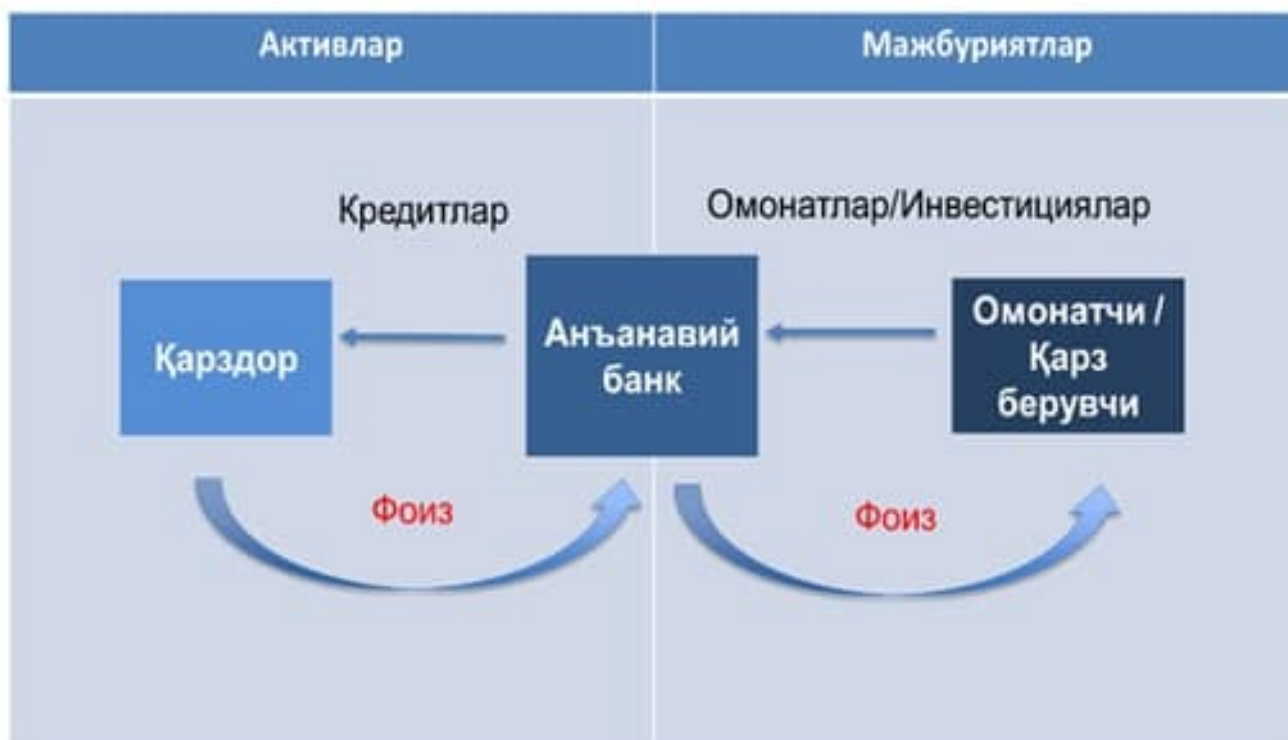 Активлар
Мажбуриятлар
Кредитлар
Омонатлар/Инвестициялар
Қарздор
Анъанавий
банк
Омонатчи /
Қарз
берувчи
Фоиз
Фоиз